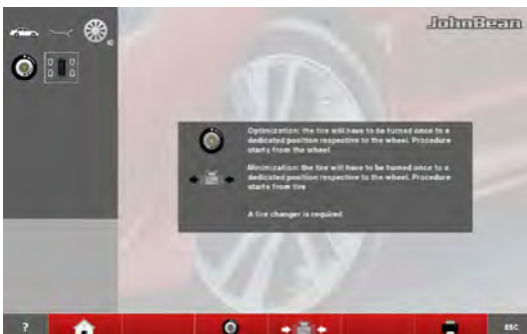 JohnBean
Optimization: the tire will have to be turned once to a
dedicated position respective to the wheel. Procedure
starts from the wheel
Minimization: the tire will have to be turned once to a
dedicated position respective to the wheel. Procedure
starts from tire
A tire changer is required
? ESC